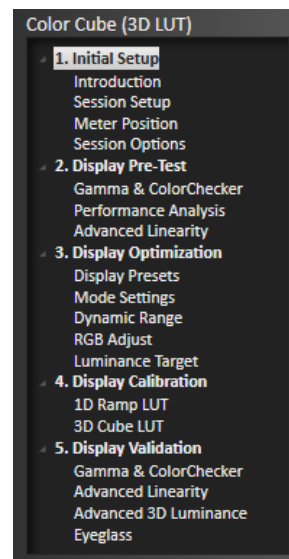 Color Cube (3D LUT)
1. Initial Setup
Introduction
Session Setup
Meter Position
Session Options
2. Display Pre-Test
Gamma & ColorChecker
Performance Analysis
Advanced Linearity
3. Display Optimization
Display Presets
Mode Settings
Dynamic Range
RGB Adjust
Luminance Target
4. Display Calibration
1D Ramp LUT
3D Cube LUT
5. Display Validation
Gamma & ColorChecker
Advanced Linearity
Advanced 3D Luminance
Eyeglass